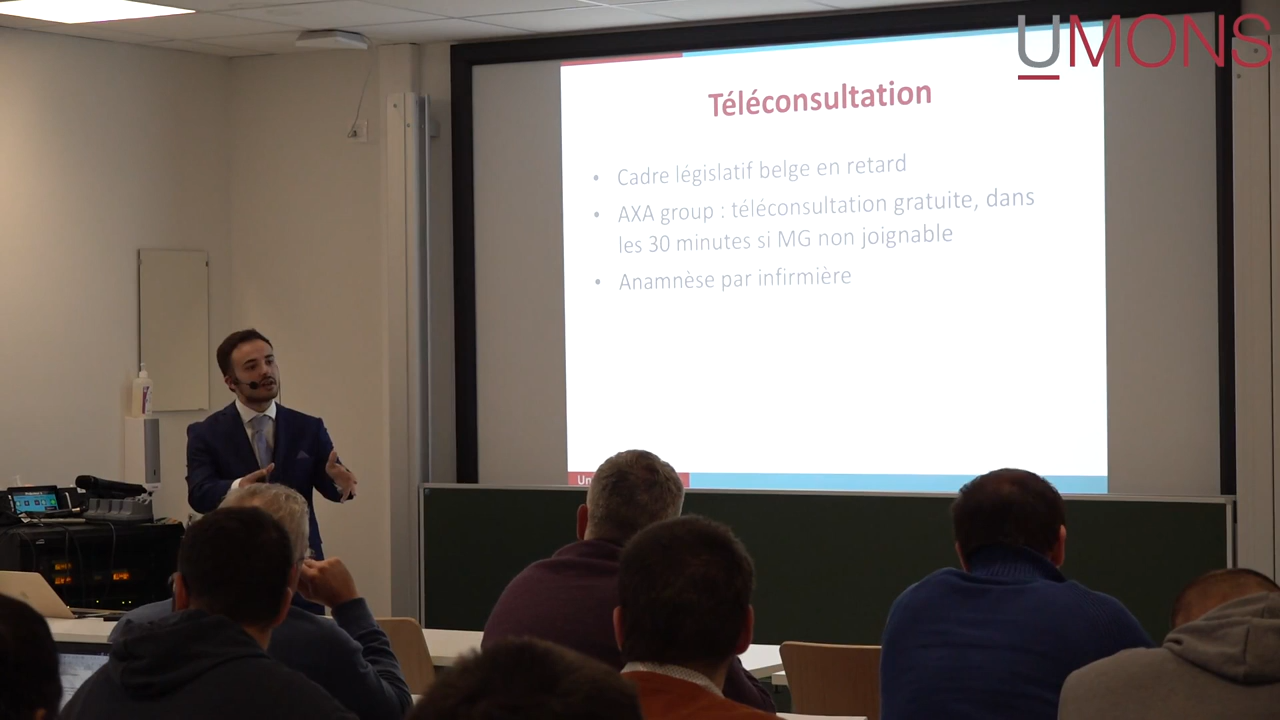 UMONS
Téléconsultation
• Cadre législatif belge en retard
• AXA group : téléconsultation gratuite, dans
les 30 minutes si MG non joignable
• Anamnèse par infirmière
Un